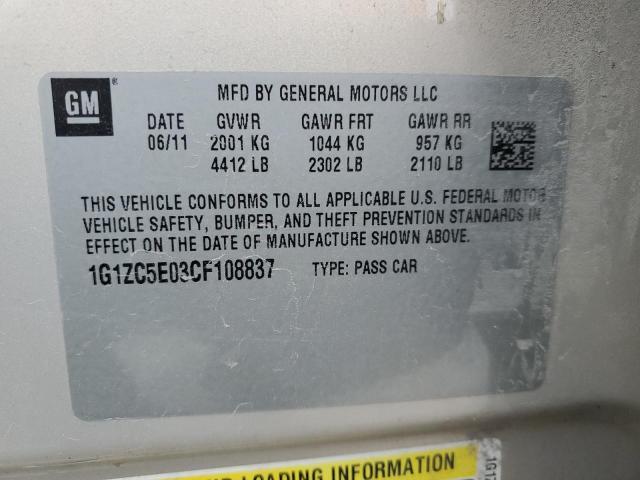 GM
MFD BY GENERAL MOTORS LLC
DATE GVWR GAWR FRT GAWR RR
06/11 2001 KG 1044 KG 957 KG
4412 LB 2302 LB 2110 LB
THIS VEHICLE CONFORMS TO ALL APPLICABLE U.S. FEDERAL MOTOR
VEHICLE SAFETY, BUMPER, AND THEFT PREVENTION STANDARDS IN
EFFECT ON THE DATE OF MANUFACTURE SHOWN ABOVE.
1G1ZC5E03CF108837 TYPE: PASS CAR
LOADING INFORMATION